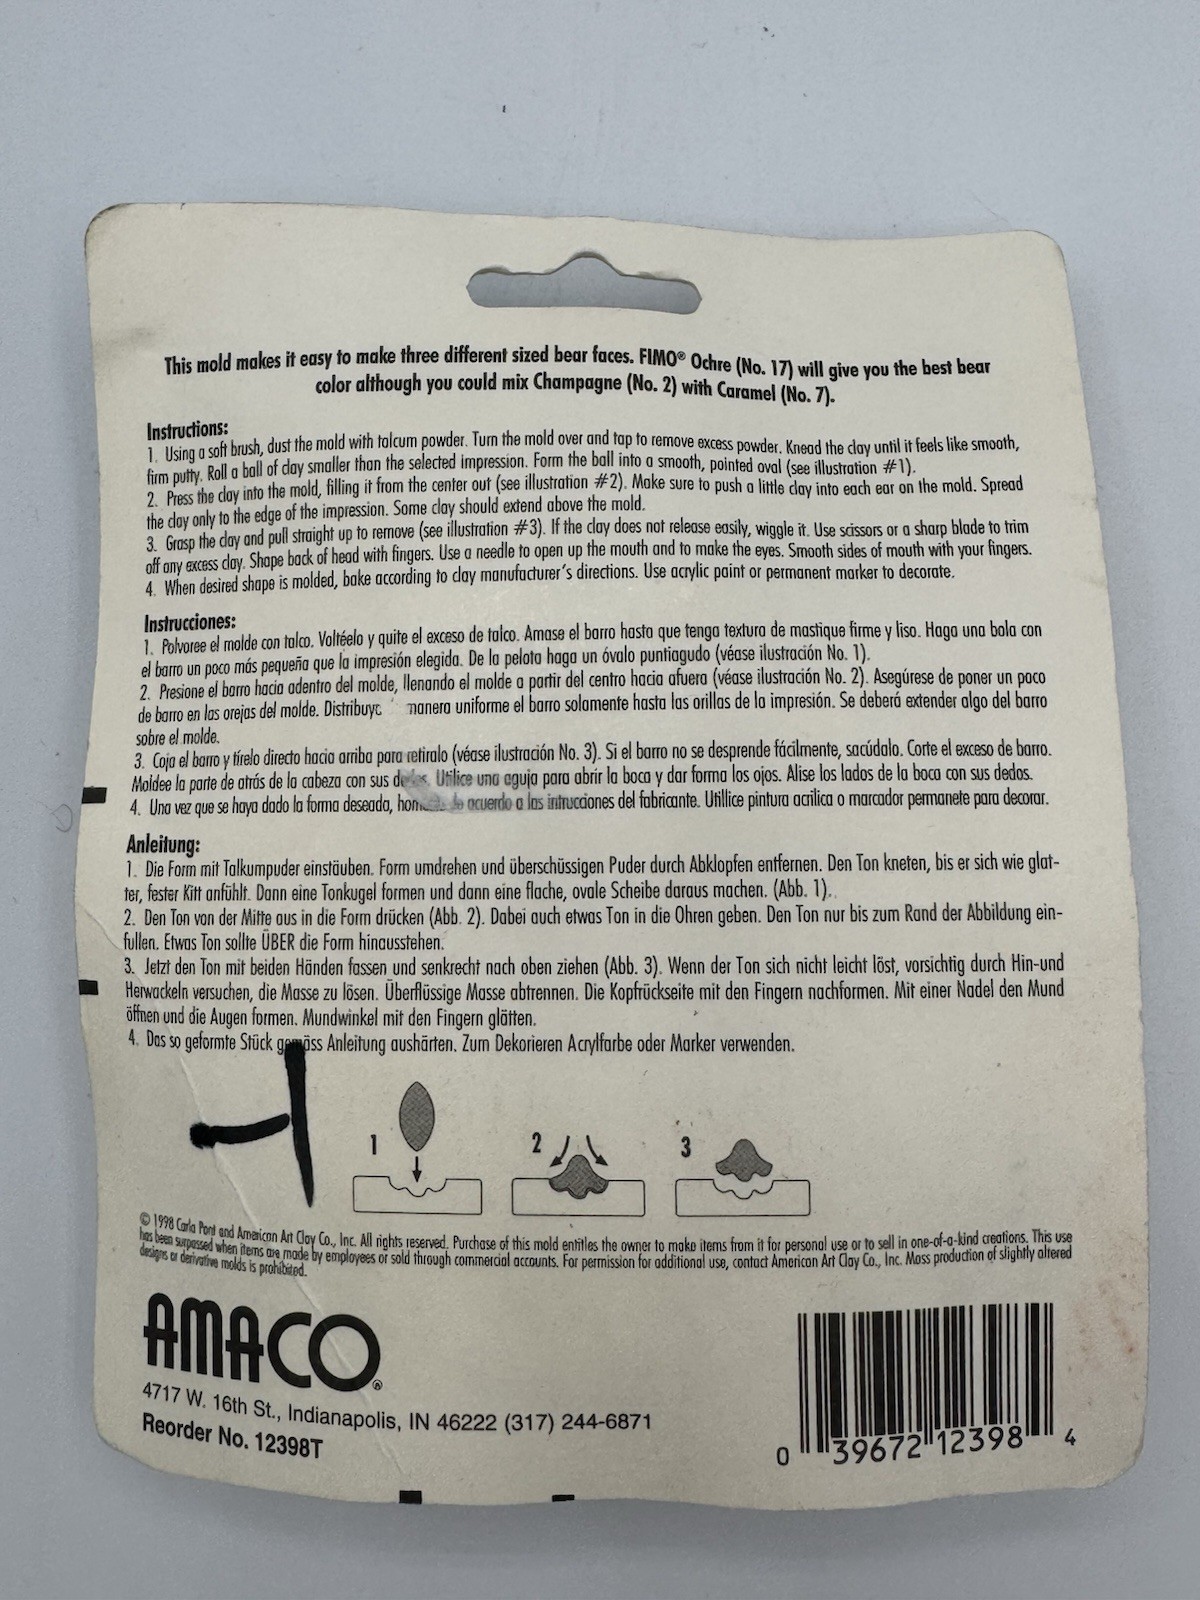 This mold makes it easy to make three different sized bear faces. FIMO® Ochre (No. 17) will give you the best bear
color although you could mix Champagne (No. 2) with Caramel (No. 7).
Instructions:
1. Using a soft brush, dust the mold with talcum powder. Turn the mold over and tap to remove excess powder. Knead the clay until it feels like smooth,
firm putty. Roll a ball of clay smaller than the selected impression. Form the ball into a smooth, pointed oval (see illustration #1).
2. Press the clay into the mold, filling it from the center out (see illustration #2). Make sure to push a little clay into each ear on the mold. Spread
the clay only to the edge of the impression. Some clay should extend above the mold.
3. Grasp the clay and pull straight up to remove (see illustration #3). If the clay does not release easily, wiggle it. Use scissors or a sharp blade to trim
off any excess clay. Shape back of head with fingers. Use a needle to open up the mouth and to make the eyes. Smooth sides of mouth with your fingers.
4. When desired shape is molded, bake according to clay manufacturer's directions. Use acrylic paint or permanent marker to decorate.
Instrucciones:
1. Polvoree el molde con talco. Voltéelo y quite el exceso de talco. Amase el barro hasta que tenga textura de mastique firme y liso. Haga una bola con
el barro un poco más pequeña que la impresión elegida. De la pelota haga un óvalo puntiagudo (véase ilustración No. 1).
2. Presione el barro hacia adentro del molde, llenando el molde a partir del centro hacia afuera (véase ilustración No. 2). Asegúrese de poner un poco
de barro en las orejas del molde. manera uniforme el barro solamente hasta las orillas de la impresión. Se deberá extender algo del barro
sobre el molde.
3. Coja el barro y tírelo directo hacia arriba para retiralo (véase ilustración No. 3). Si el barro no se desprende fácilmente, sacúdalo. Corte el exceso de barro.
Moldee la parte de atrás de la cabeza con sus Utilice una aguja para abrir la boca y dar forma los ojos. Alise los lados de la boca con sus dedos.
4. Una vez que se haya dado la forma deseada, de acuerdo a las intrucciones del fabricante. Utillice pintura acrilica o marcador permanete para decorar.
Anleitung:
1. Die Form mit Talkumpuder einstäuben. Form umdrehen und überschüssigen Puder durch Abklopfen entfernen. Den Ton kneten, bis er sich wie glat-
ter, fester Kitt anfühlt. Dann eine Tonkugel formen und dann eine flache, ovale Scheibe daraus machen. (Abb. 1).
2. Den Ton von der Mitte aus in die Form drücken (Abb. 2). Dabei auch etwas Ton in die Ohren geben. Den Ton nur bis zum Rand der Abbildung ein-
fullen. Etwas Ton sollte ÜBER die Form hinausstehen.
3. Jetzt den Ton mit beiden Händen fassen und senkrecht nach oben ziehen (Abb. 3). Wenn der Ton sich nicht leicht löst, vorsichtig durch Hin-und
Herwackeln versuchen, die Masse zu lösen. Überflüssige Masse abtrennen. Die Kopfrückseite mit den Fingern nachformen. Mit einer Nadel den Mund
öffnen und die Augen formen. Mundwinkel mit den Fingern glätten.
4. Das so geformte Stück gemäss Anleitung aushärten. Zum Dekorieren Acrylfarbe oder Marker verwenden.
1 2 3
© 1998 Carla Pont and American Art Clay Co., Inc. All rights reserved. Purchase of this mold entitles the owner to make items from it for personal use or to sell in one-of-a-kind creations. This use
has been surpassed when items are made by employees or sold through commercial accounts. For permission for additional use, contact American Art Clay Co., Inc. Mass production of slightly altered
designs or derivative molds is prohibited.
AMACO®
4717 W. 16th St., Indianapolis, IN 46222 (317) 244-6871
Reorder No. 12398T
0 39672 12398 4